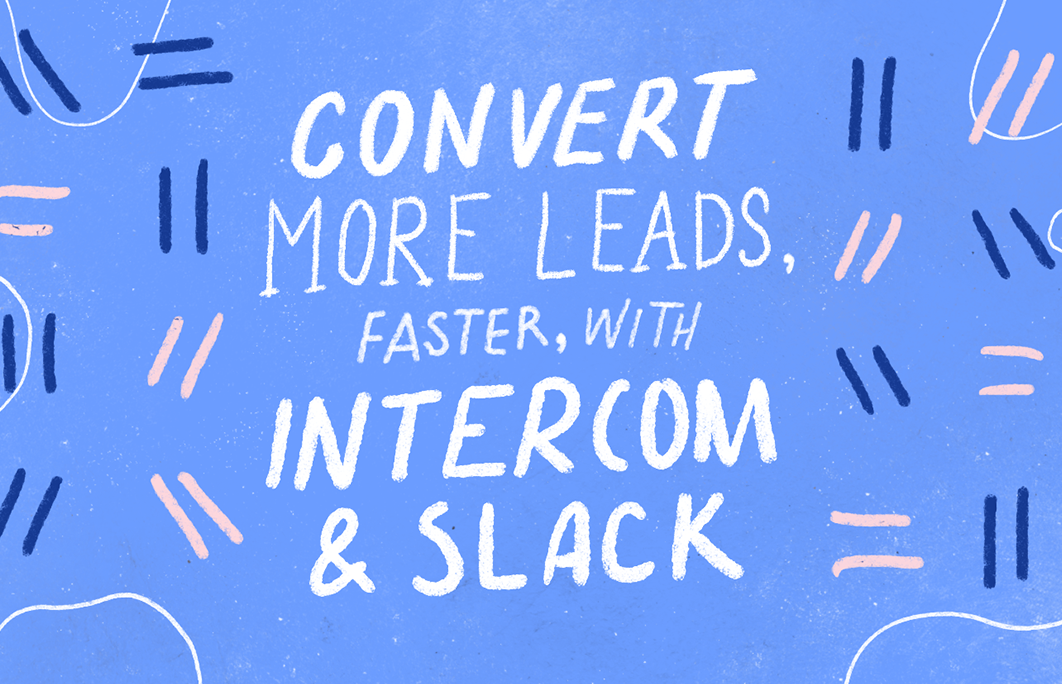 CONVERT
MORE LEADS,
FASTER, WITH
INTERCOM
& SLACK